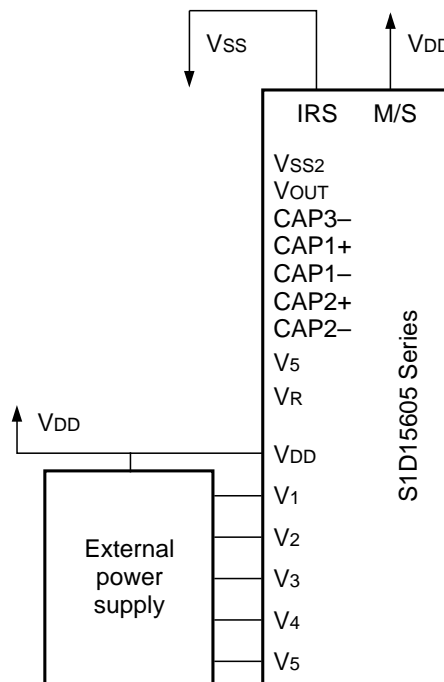 VSS
VDD
IRS M/S
VSS2
VOUT
CAP3–
CAP1+
CAP1–
CAP2+
CAP2–
V5
VR
S1D15605 Series
VDD
VDD
V1
External
power
supply
V2
V3
V4
V5